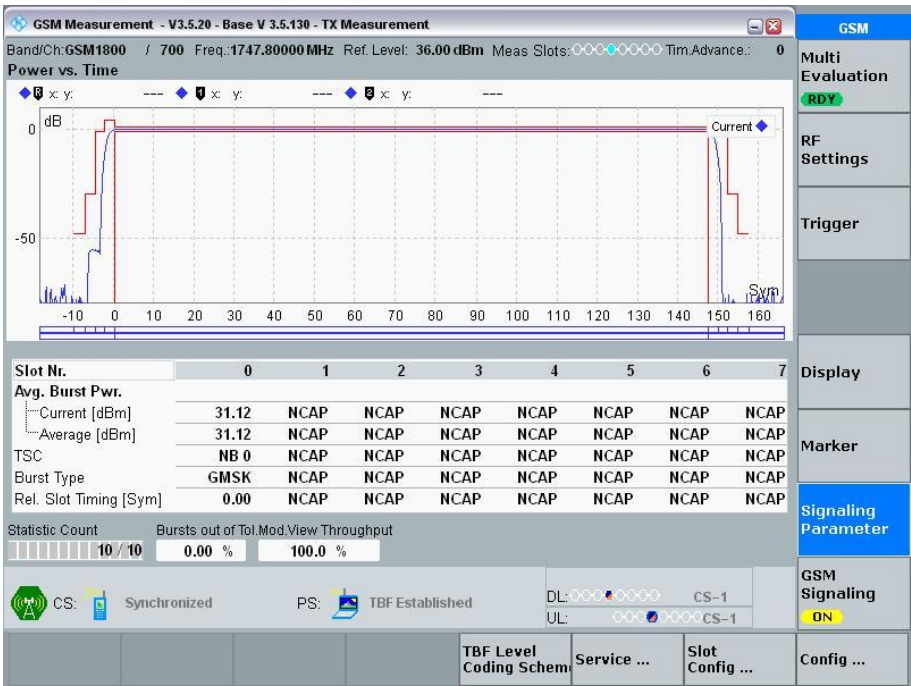 GSM Measurement - V3.5.20 - Base V 3.5.130 - TX Measurement
GSM
Band/Ch:GSM1800 / 700 Freq.:1747.80000 MHz Ref. Level: 36.00 dBm Meas Slots: Tim.Advance.: 0
Multi Evaluation
RDY
Power vs. Time
x: y: --- x: y: --- x: y: ---
dB
Current
0
-50
Sym
-10 0 10 20 30 40 50 60 70 80 90 100 110 120 130 140 150 160
RF Settings
Trigger
Slot Nr. 0 1 2 3 4 5 6 7
Avg. Burst Pwr.
Current [dBm] 31.12 NCAP NCAP NCAP NCAP NCAP NCAP NCAP
Average [dBm] 31.12 NCAP NCAP NCAP NCAP NCAP NCAP NCAP
TSC NB 0 NCAP NCAP NCAP NCAP NCAP NCAP NCAP
Burst Type GMSK NCAP NCAP NCAP NCAP NCAP NCAP NCAP
Rel. Slot Timing [Sym] 0.00 NCAP NCAP NCAP NCAP NCAP NCAP NCAP
Display
Marker
Signaling Parameter
Statistic Count Bursts out of Tol. Mod.View Throughput
10 / 10 0.00 % 100.0 %
CS: Synchronized PS: TBF Established
DL: CS-1
UL: CS-1
GSM Signaling
ON
TBF Level
Coding Schem
Service ...
Slot
Config ...
Config ...